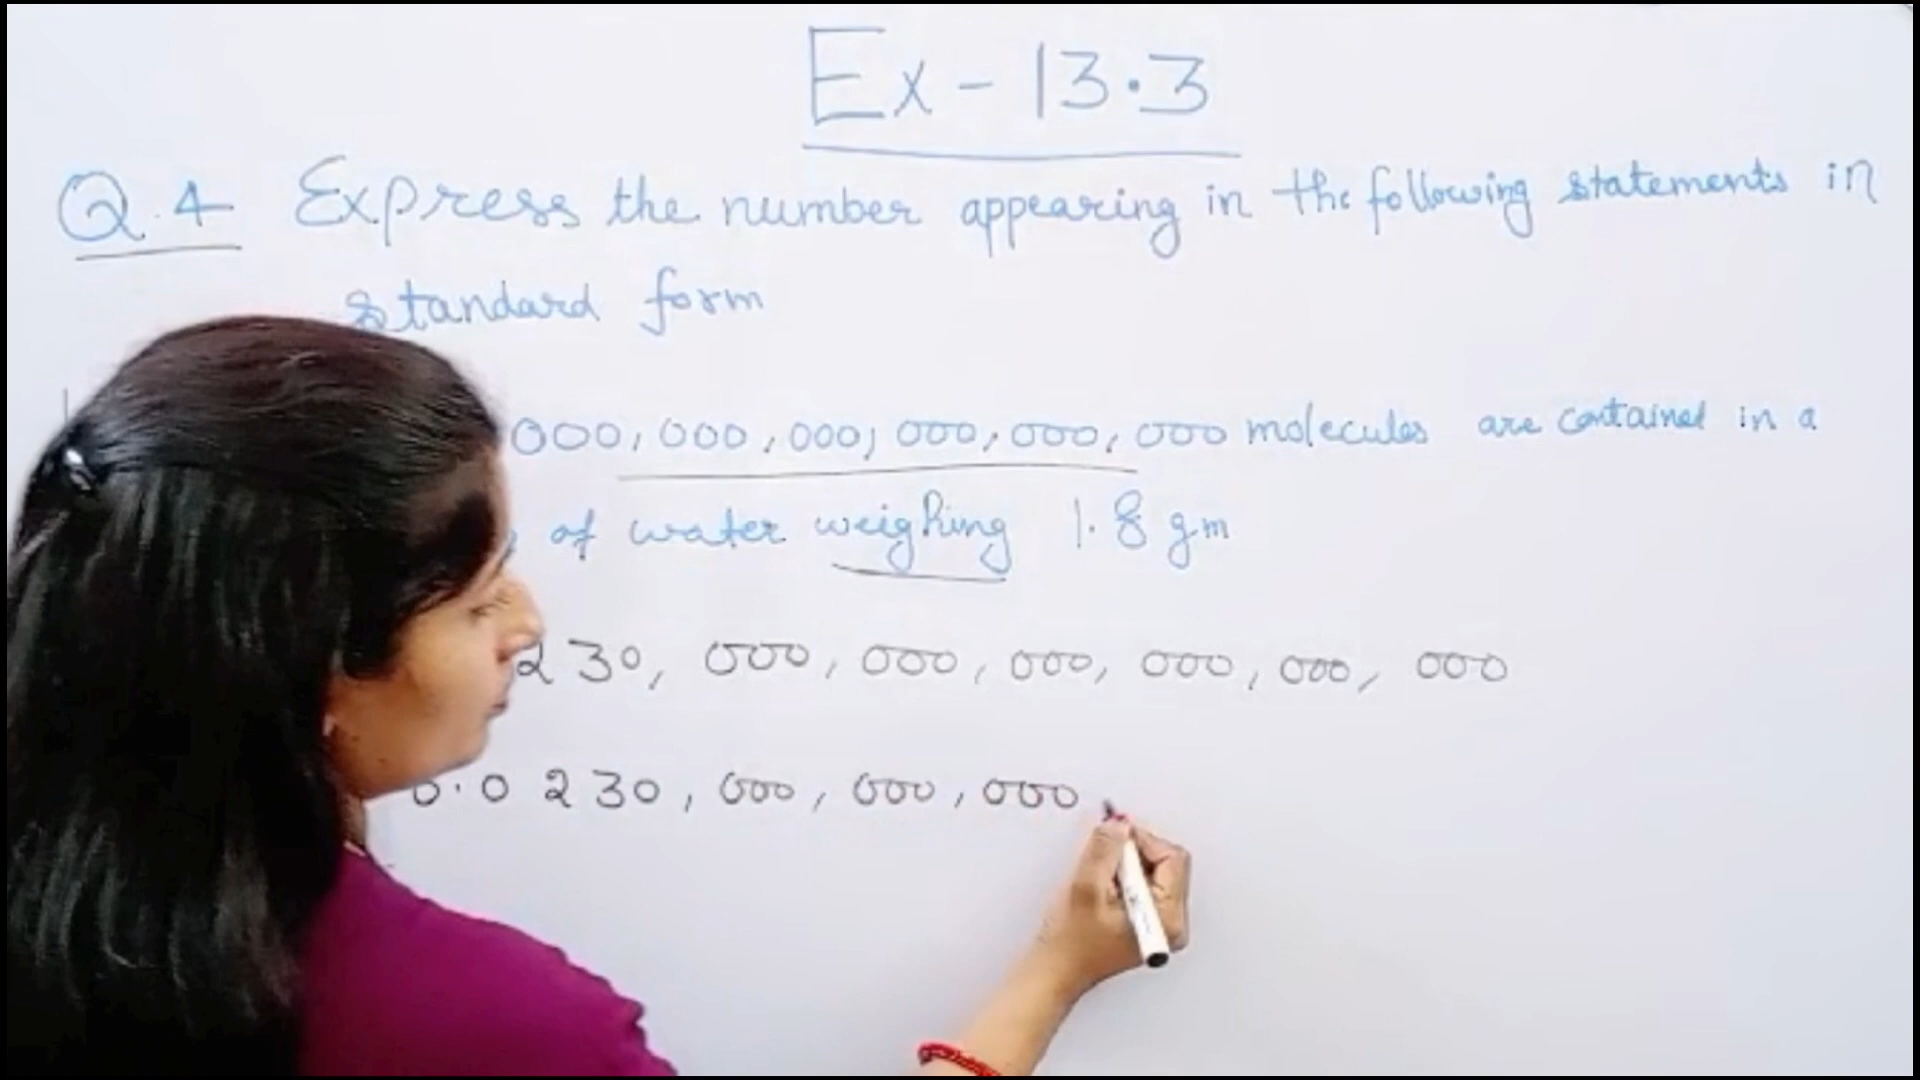 Ex-13.3
Q.4 Express the number appearing in the following statements in
standard form
000,000,000,000,000,000 molecules are contained in a
of water weighing 1.8 gm
230,000,000,000,000,000,000
0.0 230,000,000,000